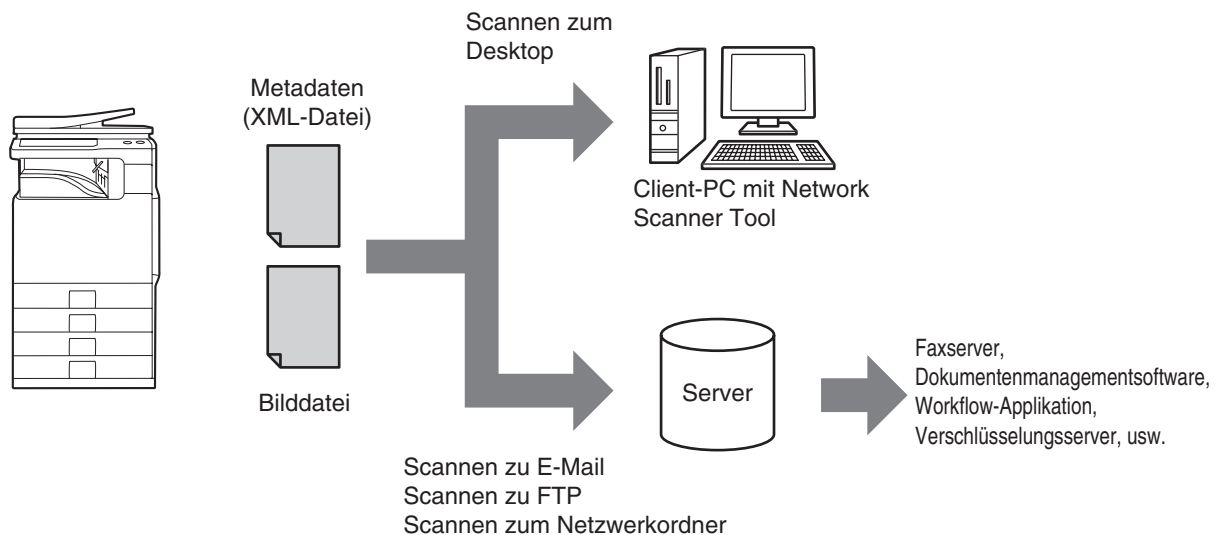 Scannen zum
Desktop
Metadaten
(XML-Datei)
Client-PC mit Network
Scanner Tool
Bilddatei
Server
Faxserver,
Dokumentenmanagementsoftware,
Workflow-Applikation,
Verschlüsselungsserver, usw.
Scannen zu E-Mail
Scannen zu FTP
Scannen zum Netzwerkordner